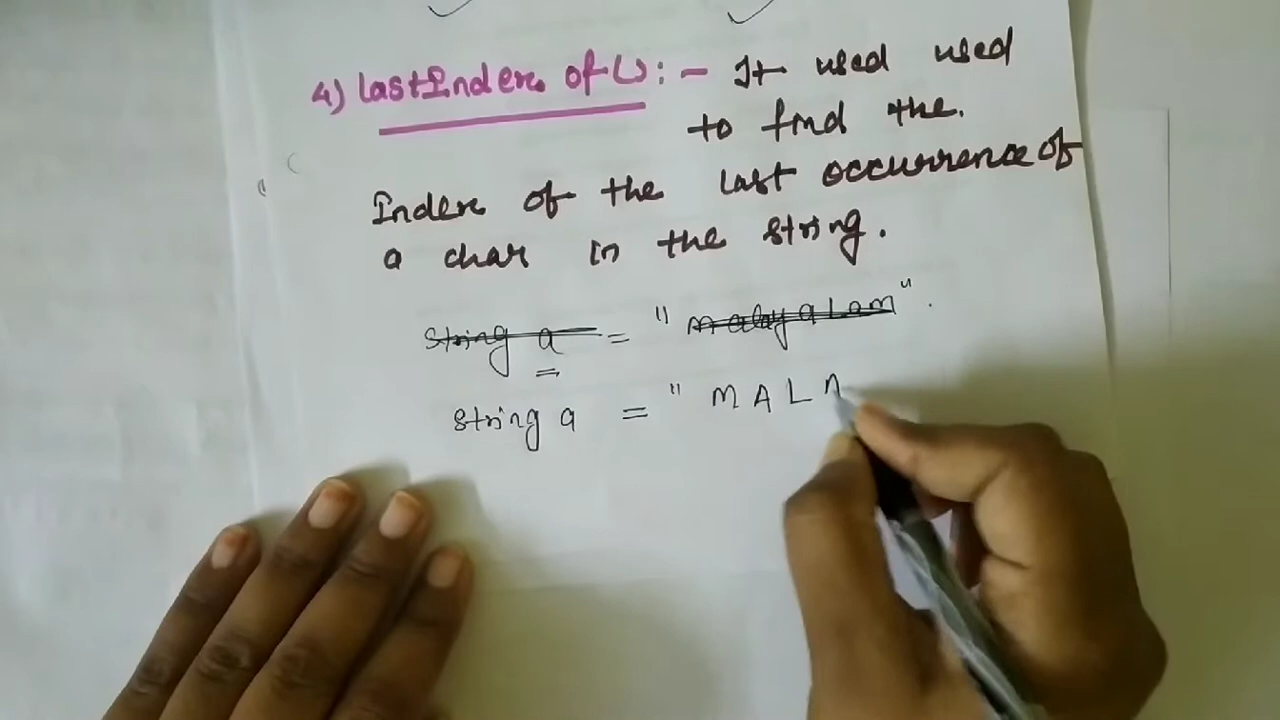 4) lastIndex of() : - It used used
to find the.
Index of the last occurrence of
a char in the string.
String a = "malayalam".
String a = " M A L A